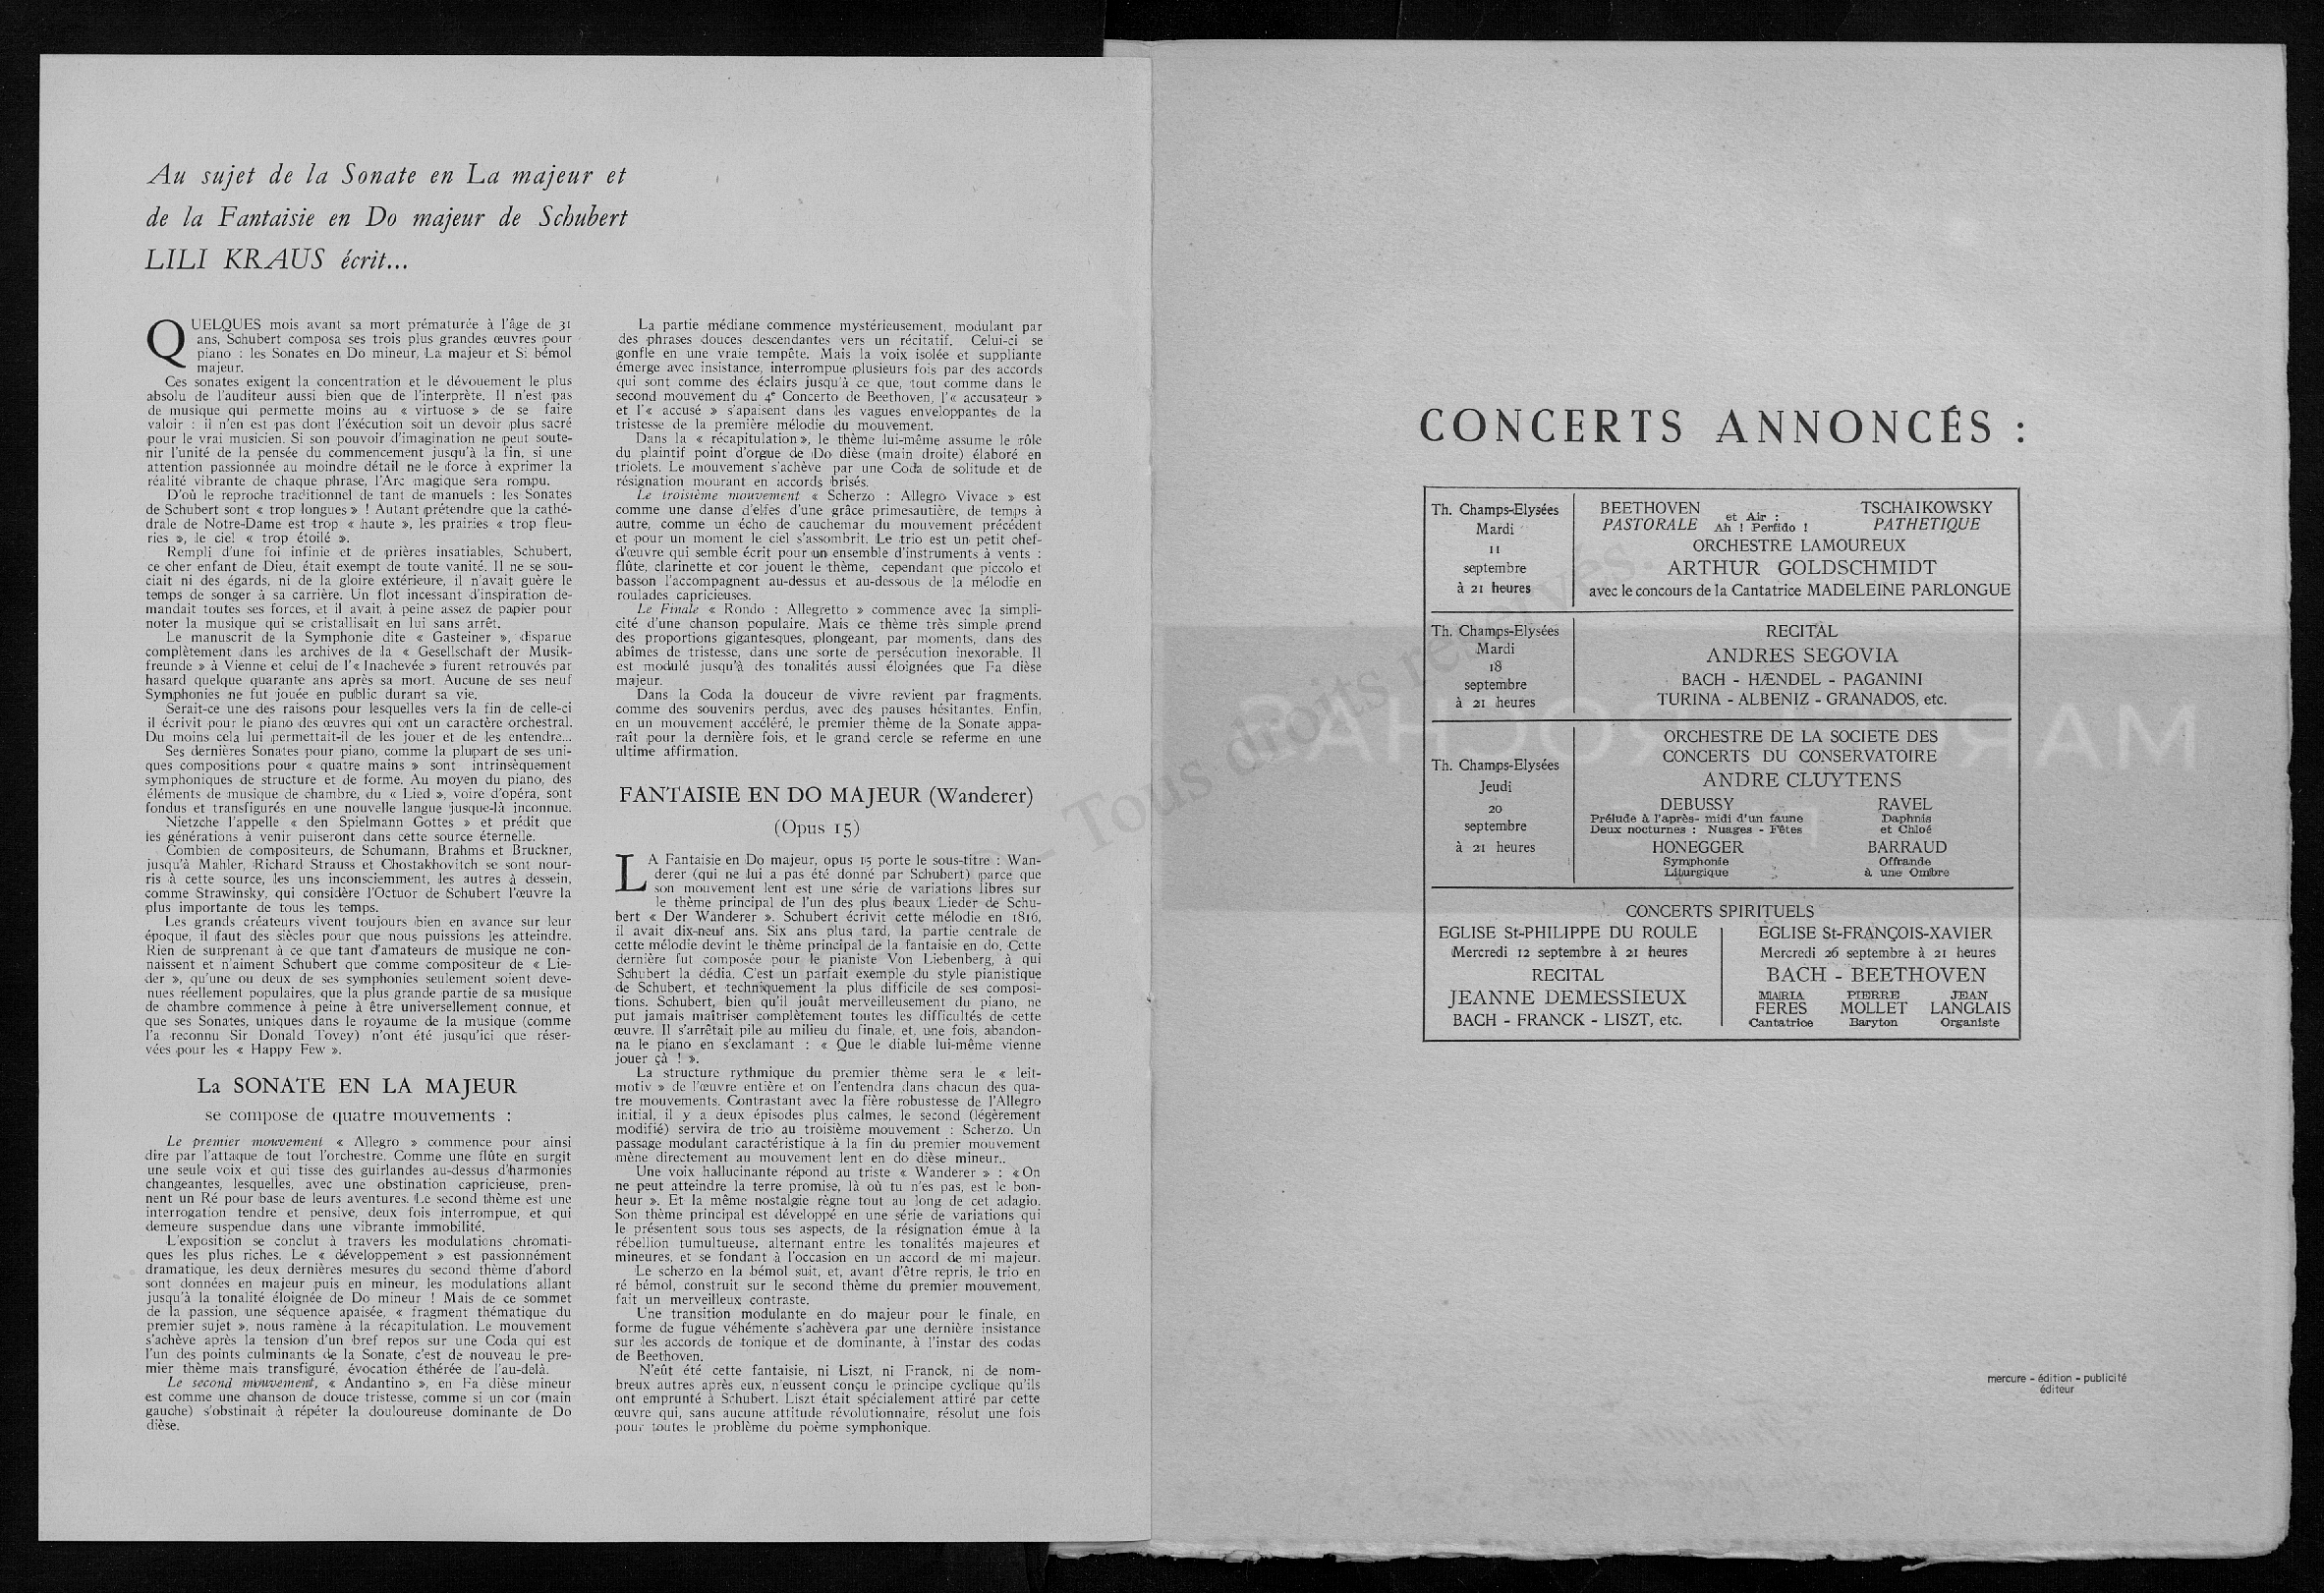 Au sujet de la Sonate en La majeur et
de la Fantaisie en Do majeur de Schubert
LILI KRAUS écrit...
QUELQUES mois avant sa mort prématurée à l'âge de 31
ans, Schubert composa ses trois plus grandes œuvres pour
piano : les Sonates en Do mineur, La majeur et Si bémol
majeur.
Ces sonates exigent la concentration et le dévouement le plus
absolu de l'auditeur aussi bien que de l'interprète. Il n'est pas
de musique qui permette moins au « virtuose » de se faire
valoir : il n'en est pas dont l'éxécution soit un devoir plus sacré
pour le vrai musicien. Si son pouvoir d'imagination ne peut soute-
nir l'unité de la pensée du commencement jusqu'à la fin, si une
attention passionnée au moindre détail ne le force à exprimer la
réalité vibrante de chaque phrase, l'Arc magique sera rompu.
D'où le reproche traditionnel de tant de manuels : les Sonates
de Schubert sont « trop longues » ! Autant prétendre que la cathé-
drale de Notre-Dame est trop « haute », les prairies « trop fleu-
ries », le ciel « trop étoilé ».
Rempli d'une foi infinie et de prières insatiables, Schubert,
ce cher enfant de Dieu, était exempt de toute vanité. Il ne se sou-
ciait ni des égards, ni de la gloire extérieure, il n'avait guère le
temps de songer à sa carrière. Un flot incessant d'inspiration de-
mandait toutes ses forces, et il avait à peine assez de papier pour
noter la musique qui se cristallisait en lui sans arrêt.
Le manuscrit de la Symphonie dite « Gasteiner », disparue
complètement dans les archives de la « Gesellschaft der Musik-
freunde » à Vienne et celui de l'« Inachevée » furent retrouvés par
hasard quelque quarante ans après sa mort. Aucune de ses neuf
Symphonies ne fut jouée en public durant sa vie.
Serait-ce une des raisons pour lesquelles vers la fin de celle-ci
il écrivit pour le piano des œuvres qui ont un caractère orchestral.
Du moins cela lui permettait-il de les jouer et de les entendre...
Ses dernières Sonates pour piano, comme la plupart de ses uni-
ques compositions pour « quatre mains » sont intrinsèquement
symphoniques de structure et de forme. Au moyen du piano, des
éléments de musique de chambre, du « Lied », voire d'opéra, sont
fondus et transfigurés en une nouvelle langue jusque-là inconnue.
Nietzche l'appelle « den Spielmann Gottes » et prédit que
les générations à venir puiseront dans cette source éternelle.
Combien de compositeurs, de Schumann, Brahms et Bruckner,
jusqu'à Mahler, Richard Strauss et Chostakhovitch se sont nour-
ris à cette source, les uns inconsciemment, les autres à dessein,
comme Strawinsky, qui considère l'Octuor de Schubert l'œuvre la
plus importante de tous les temps.
Les grands créateurs vivent toujours bien en avance sur leur
époque, il faut des siècles pour que nous puissions les atteindre.
Rien de surprenant à ce que tant d'amateurs de musique ne con-
naissent et n'aiment Schubert que comme compositeur de « Lie-
der », qu'une ou deux de ses symphonies seulement soient deve-
nues réellement populaires, que la plus grande partie de sa musique
de chambre commence à peine à être universellement connue, et
que ses Sonates, uniques dans le royaume de la musique (comme
l'a reconnu Sir Donald Tovey) n'ont été jusqu'ici que réser-
vées pour les « Happy Few ».
La SONATE EN LA MAJEUR
se compose de quatre mouvements :
Le premier mouvement « Allegro » commence pour ainsi
dire par l'attaque de tout l'orchestre. Comme une flûte en surgit
une seule voix et qui tisse des guirlandes au-dessus d'harmonies
changeantes, lesquelles, avec une obstination capricieuse, pren-
nent un Ré pour base de leurs aventures. Le second thème est une
interrogation tendre et pensive, deux fois interrompue, et qui
demeure suspendue dans une vibrante immobilité.
L'exposition se conclut à travers les modulations chromati-
ques les plus riches. Le « développement » est passionnément
dramatique, les deux dernières mesures du second thème d'abord
sont données en majeur puis en mineur, les modulations allant
jusqu'à la tonalité éloignée de Do mineur ! Mais de ce sommet
de la passion, une séquence apaisée, « fragment thématique du
premier sujet », nous ramène à la récapitulation. Le mouvement
s'achève après la tension d'un bref repos sur une Coda qui est
l'un des points culminants de la Sonate, c'est de nouveau le pre-
mier thème mais transfiguré, évocation éthérée de l'au-delà.
Le second mouvement, « Andantino », en Fa dièse mineur
est comme une chanson de douce tristesse, comme si un cor (main
gauche) s'obstinait à répéter la douloureuse dominante de Do
dièse.
La partie médiane commence mystérieusement, modulant par
des phrases douces descendantes vers un récitatif. Celui-ci se
gonfle en une vraie tempête. Mais la voix isolée et suppliante
émerge avec insistance, interrompue plusieurs fois par des accords
qui sont comme des éclairs jusqu'à ce que, tout comme dans le
second mouvement du 4e Concerto de Beethoven, l'« accusateur »
et l'« accusé » s'apaisent dans les vagues enveloppantes de la
tristesse de la première mélodie du mouvement.
Dans la « récapitulation », le thème lui-même assume le rôle
du plaintif point d'orgue de Do dièse (main droite) élaboré en
triolets. Le mouvement s'achève par une Coda de solitude et de
résignation mourant en accords brisés.
Le troisième mouvement « Scherzo : Allegro Vivace » est
comme une danse d'elfes d'une grâce primesautière, de temps à
autre, comme un écho de cauchemar du mouvement précédent
et pour un moment le ciel s'assombrit. Le trio est un petit chef-
d'œuvre qui semble écrit pour un ensemble d'instruments à vents :
flûte, clarinette et cor jouent le thème, cependant que piccolo et
basson l'accompagnent au-dessus et au-dessous de la mélodie en
roulades capricieuses.
Le Finale « Rondo : Allegretto » commence avec la simpli-
cité d'une chanson populaire. Mais ce thème très simple prend
des proportions gigantesques, plongeant, par moments, dans des
abîmes de tristesse, dans une sorte de persécution inexorable. Il
est modulé jusqu'à des tonalités aussi éloignées que Fa dièse
majeur.
Dans la Coda la douceur de vivre revient par fragments,
comme des souvenirs perdus, avec des pauses hésitantes. Enfin,
en un mouvement accéléré, le premier thème de la Sonate appa-
raît pour la dernière fois, et le grand cercle se referme en une
ultime affirmation.
FANTAISIE EN DO MAJEUR (Wanderer)
(Opus 15)
LA Fantaisie en Do majeur, opus 15 porte le sous-titre : Wan-
derer (qui ne lui a pas été donné par Schubert) parce que
son mouvement lent est une série de variations libres sur
le thème principal de l'un des plus beaux Lieder de Schu-
bert « Der Wanderer ». Schubert écrivit cette mélodie en 1816,
il avait dix-neuf ans. Six ans plus tard, la partie centrale de
cette mélodie devint le thème principal de la fantaisie en do. Cette
dernière fut composée pour le pianiste Von Liebenberg, à qui
Schubert la dédia. C'est un parfait exemple du style pianistique
de Schubert, et techniquement la plus difficile de ses composi-
tions. Schubert, bien qu'il jouât merveilleusement du piano, ne
put jamais maîtriser complètement toutes les difficultés de cette
œuvre. Il s'arrêtait pile au milieu du finale, et, une fois, abandon-
na le piano en s'exclamant : « Que le diable lui-même vienne
jouer çà ! ».
La structure rythmique du premier thème sera le « leit-
motiv » de l'œuvre entière et on l'entendra dans chacun des qua-
tre mouvements. Contrastant avec la fière robustesse de l'Allegro
initial, il y a deux épisodes plus calmes, le second (légèrement
modifié) servira de trio au troisième mouvement : Scherzo. Un
passage modulant caractéristique à la fin du premier mouvement
mène directement au mouvement lent en do dièse mineur..
Une voix hallucinante répond au triste « Wanderer » : « On
ne peut atteindre la terre promise, là où tu n'es pas, est le bon-
heur ». Et la même nostalgie règne tout au long de cet adagio.
Son thème principal est développé en une série de variations qui
le présentent sous tous ses aspects, de la résignation émue à la
rébellion tumultueuse, alternant entre les tonalités majeures et
mineures, et se fondant à l'occasion en un accord de mi majeur.
Le scherzo en la bémol suit, et, avant d'être repris, le trio en
ré bémol, construit sur le second thème du premier mouvement,
fait un merveilleux contraste.
Une transition modulante en do majeur pour le finale, en
forme de fugue véhémente s'achèvera par une dernière insistance
sur les accords de tonique et de dominante, à l'instar des codas
de Beethoven.
N'eût été cette fantaisie, ni Liszt, ni Franck, ni de nom-
breux autres après eux, n'eussent conçu le principe cyclique qu'ils
ont emprunté à Schubert. Liszt était spécialement attiré par cette
œuvre qui, sans aucune attitude révolutionnaire, résolut une fois
pour toutes le problème du poème symphonique.
CONCERTS ANNONCÉS :
Th. Champs-Elysées
Mardi
11
septembre
à 21 heures
BEETHOVEN
PASTORALE
et Air :
Ah ! Perfido !
TSCHAIKOWSKY
PATHETIQUE
ORCHESTRE LAMOUREUX
ARTHUR GOLDSCHMIDT
avec le concours de la Cantatrice MADELEINE PARLONGUE
Th. Champs-Elysées
Mardi
18
septembre
à 21 heures
RECITAL
ANDRES SEGOVIA
BACH - HÆNDEL - PAGANINI
TURINA - ALBENIZ - GRANADOS, etc.
Th. Champs-Elysées
Jeudi
20
septembre
à 21 heures
ORCHESTRE DE LA SOCIETE DES
CONCERTS DU CONSERVATOIRE
ANDRE CLUYTENS
DEBUSSY
Prélude à l'après- midi d'un faune
Deux nocturnes : Nuages - Fêtes
RAVEL
Daphnis
et Chloé
HONEGGER
Symphonie
Liturgique
BARRAUD
Offrande
à une Ombre
CONCERTS SPIRITUELS
EGLISE St-PHILIPPE DU ROULE
Mercredi 12 septembre à 21 heures
RECITAL
JEANNE DEMESSIEUX
BACH - FRANCK - LISZT, etc.
EGLISE St-FRANÇOIS-XAVIER
Mercredi 26 septembre à 21 heures
BACH - BEETHOVEN
MARIA FERES Cantatrice
PIERRE MOLLET Baryton
JEAN LANGLAIS Organiste
mercure - édition - publicité
éditeur
Tous droits réservés.